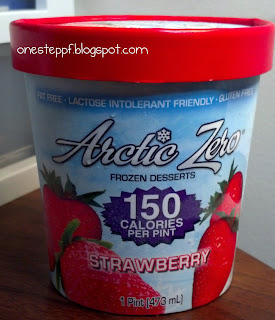 onesteppf.blogspot.com
FAT FREE · LACTOSE INTOLERANT FRIENDLY · GLUTEN FREE
Arctic Zero
FROZEN DESSERTS
150
CALORIES
PER PINT
STRAWBERRY
1 Pint (473 mL)